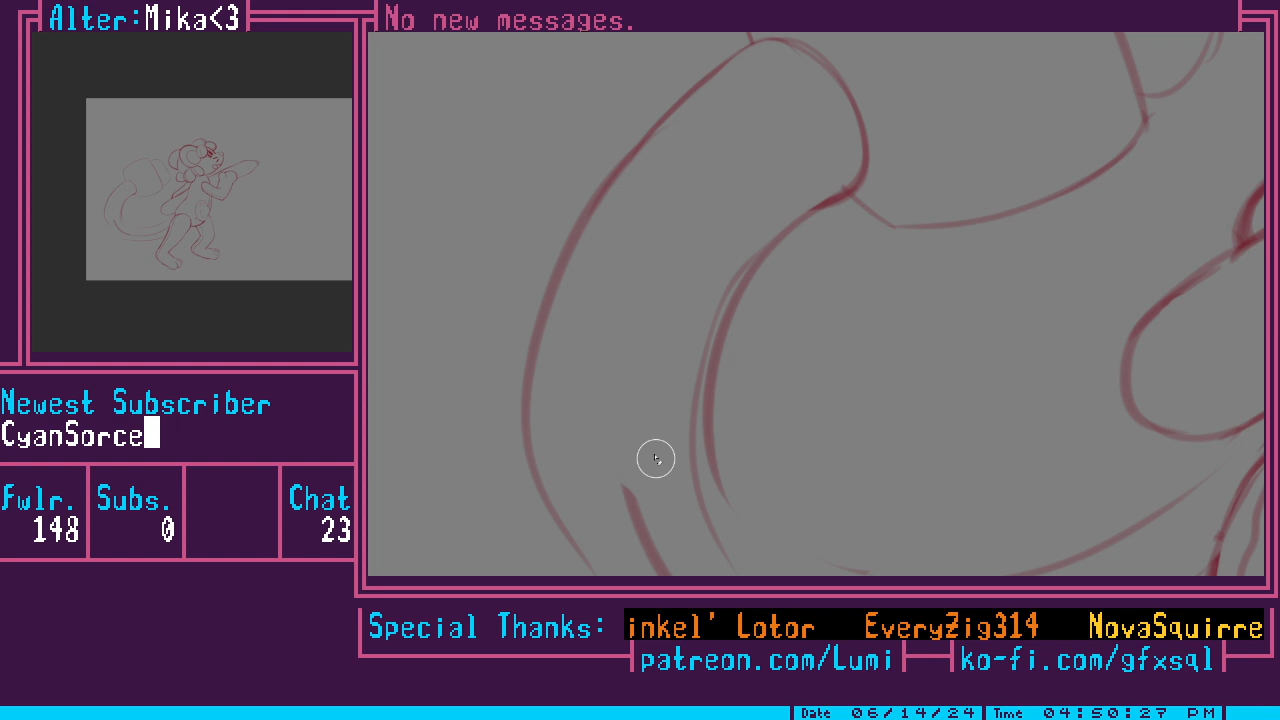 Alter:Mika<3
No new messages.
Newest Subscriber
CyanSorce
Fwlr.
148
Subs.
0
Chat
23
Special Thanks: inkel' Lotor EveryZig314 NovaSquirre
patreon.com/Lumi
ko-fi.com/gfxsql
Date 06/14/24
Time 04:50:27 PM